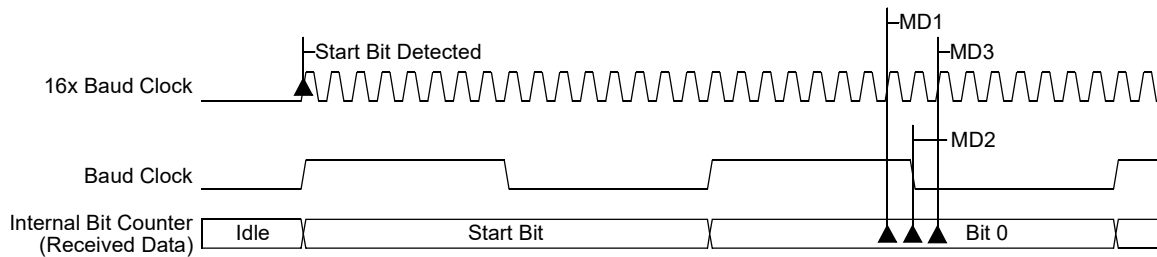 MD1
Start Bit Detected
MD3
16x Baud Clock
MD2
Baud Clock
Internal Bit Counter
(Received Data)
Idle
Start Bit
Bit 0